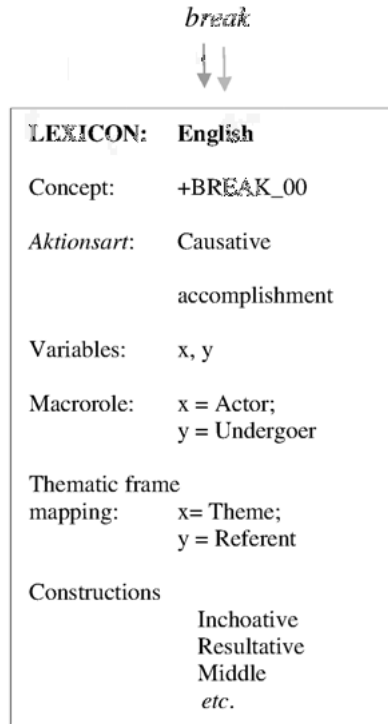 break
LEXICON: English
Concept: +BREAK_00
Aktionsart: Causative
accomplishment
Variables: x, y
Macrorole: x = Actor;
y = Undergoer
Thematic frame
mapping: x= Theme;
y = Referent
Constructions
Inchoative
Resultative
Middle
etc.